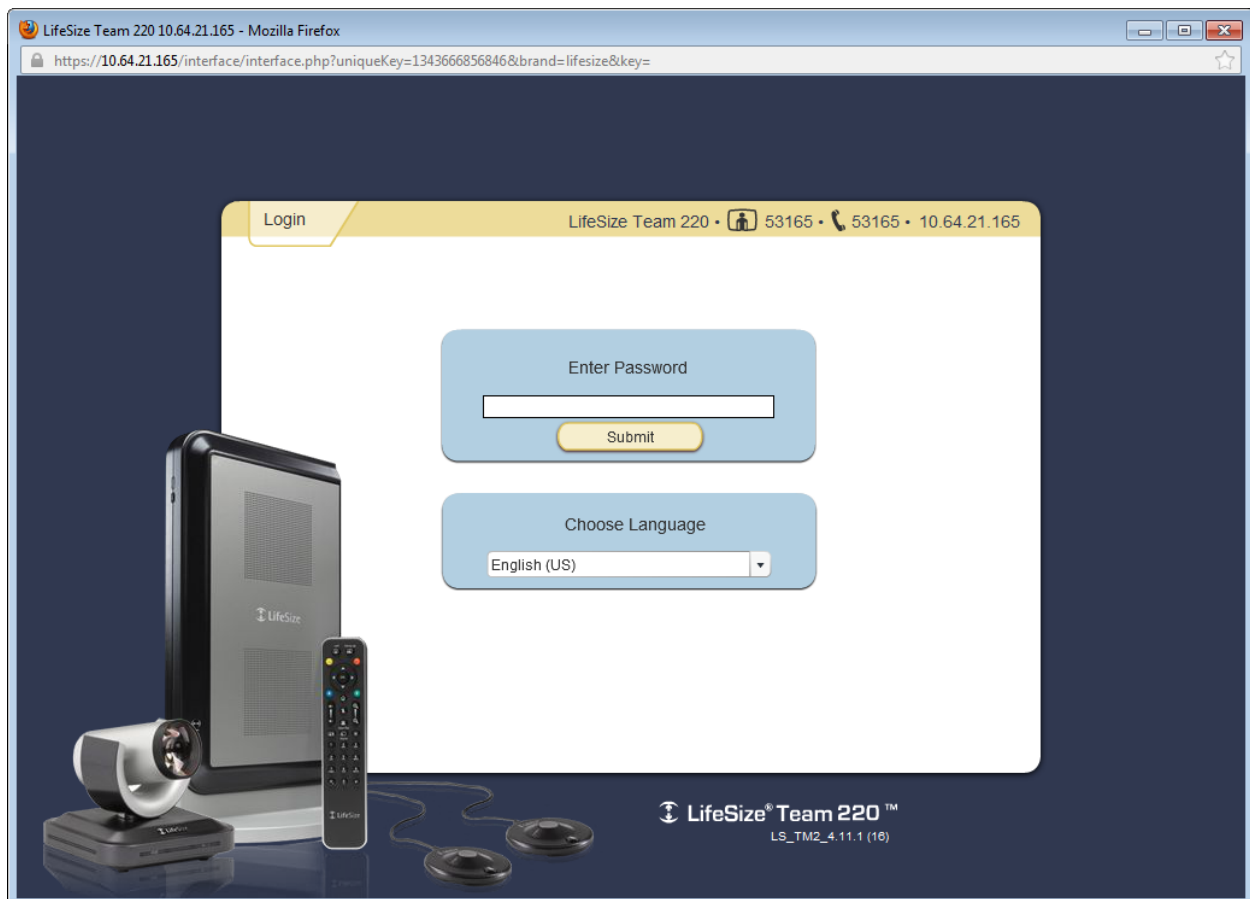 LifeSize Team 220 10.64.21.165 - Mozilla Firefox
https://10.64.21.165/interface/interface.php?uniqueKey=1343666856846&brand=lifesize&key=
Login
LifeSize Team 220 • 53165 • 53165 • 10.64.21.165
Enter Password
Submit
Choose Language
English (US)
LifeSize
LifeSize
LifeSize
LifeSize® Team 220 ™
LS_TM2_4.11.1 (16)